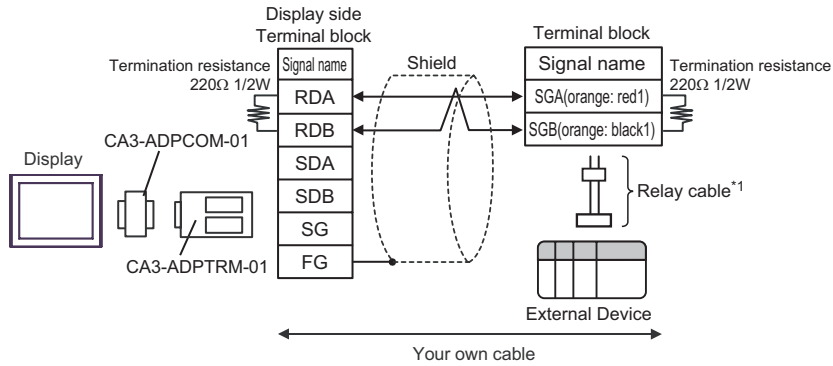 Display side
Terminal block
Terminal block
Termination resistance
220Ω 1/2W
Signal name
Shield
Signal name
Termination resistance
220Ω 1/2W
RDA
SGA(orange: red1)
RDB
SGB(orange: black1)
CA3-ADPCOM-01
Display
SDA
SDB
Relay cable*1
SG
CA3-ADPTRM-01
FG
External Device
Your own cable